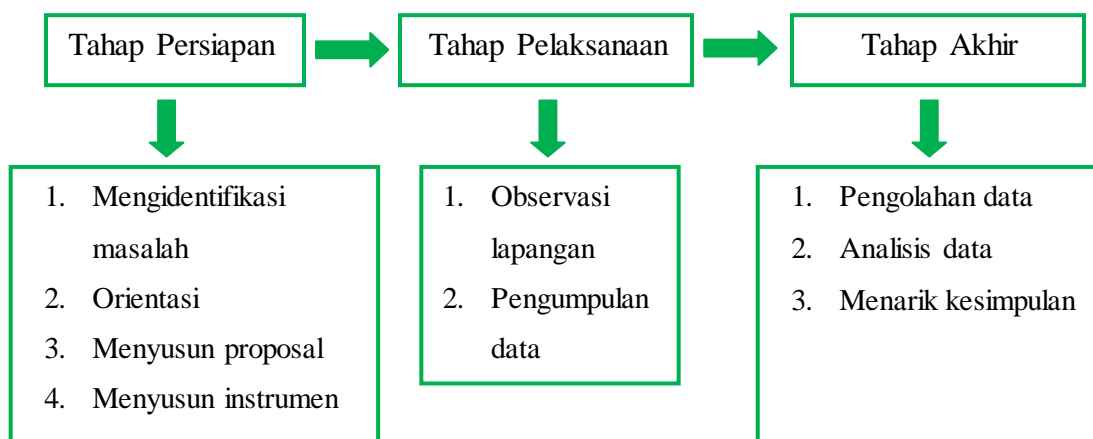 Tahap Persiapan
Tahap Pelaksanaan
Tahap Akhir
1. Mengidentifikasi
masalah
2. Orientasi
3. Menyusun proposal
4. Menyusun instrumen
1. Observasi
lapangan
2. Pengumpulan
data
1. Pengolahan data
2. Analisis data
3. Menarik kesimpulan